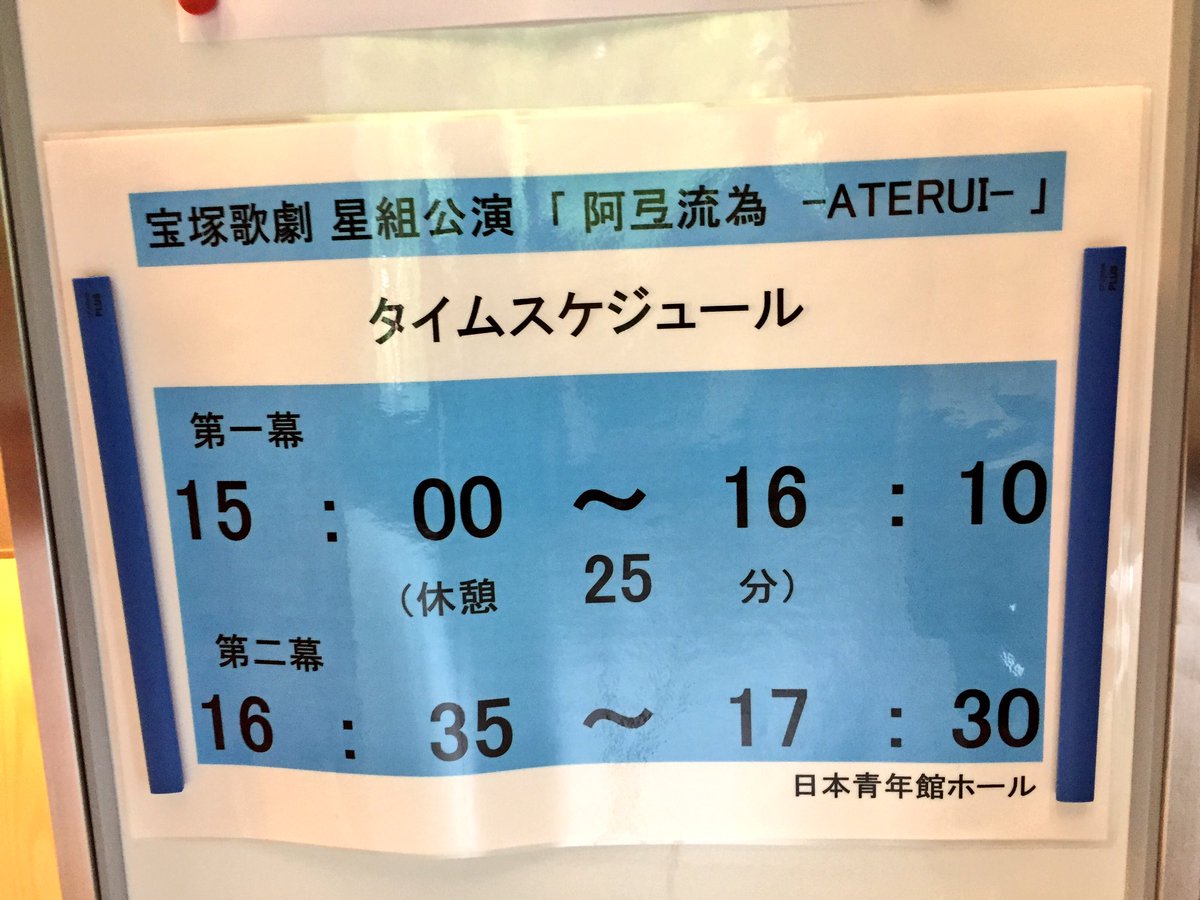 宝塚歌劇 星組公演 「 阿弖流為 −ATERUI− 」
タイムスケジュール
第一幕
15 : 00 〜 16 : 10
(休憩 25 分)
第二幕
16 : 35 〜 17 : 30
日本青年館ホール
PLUS
PLUS